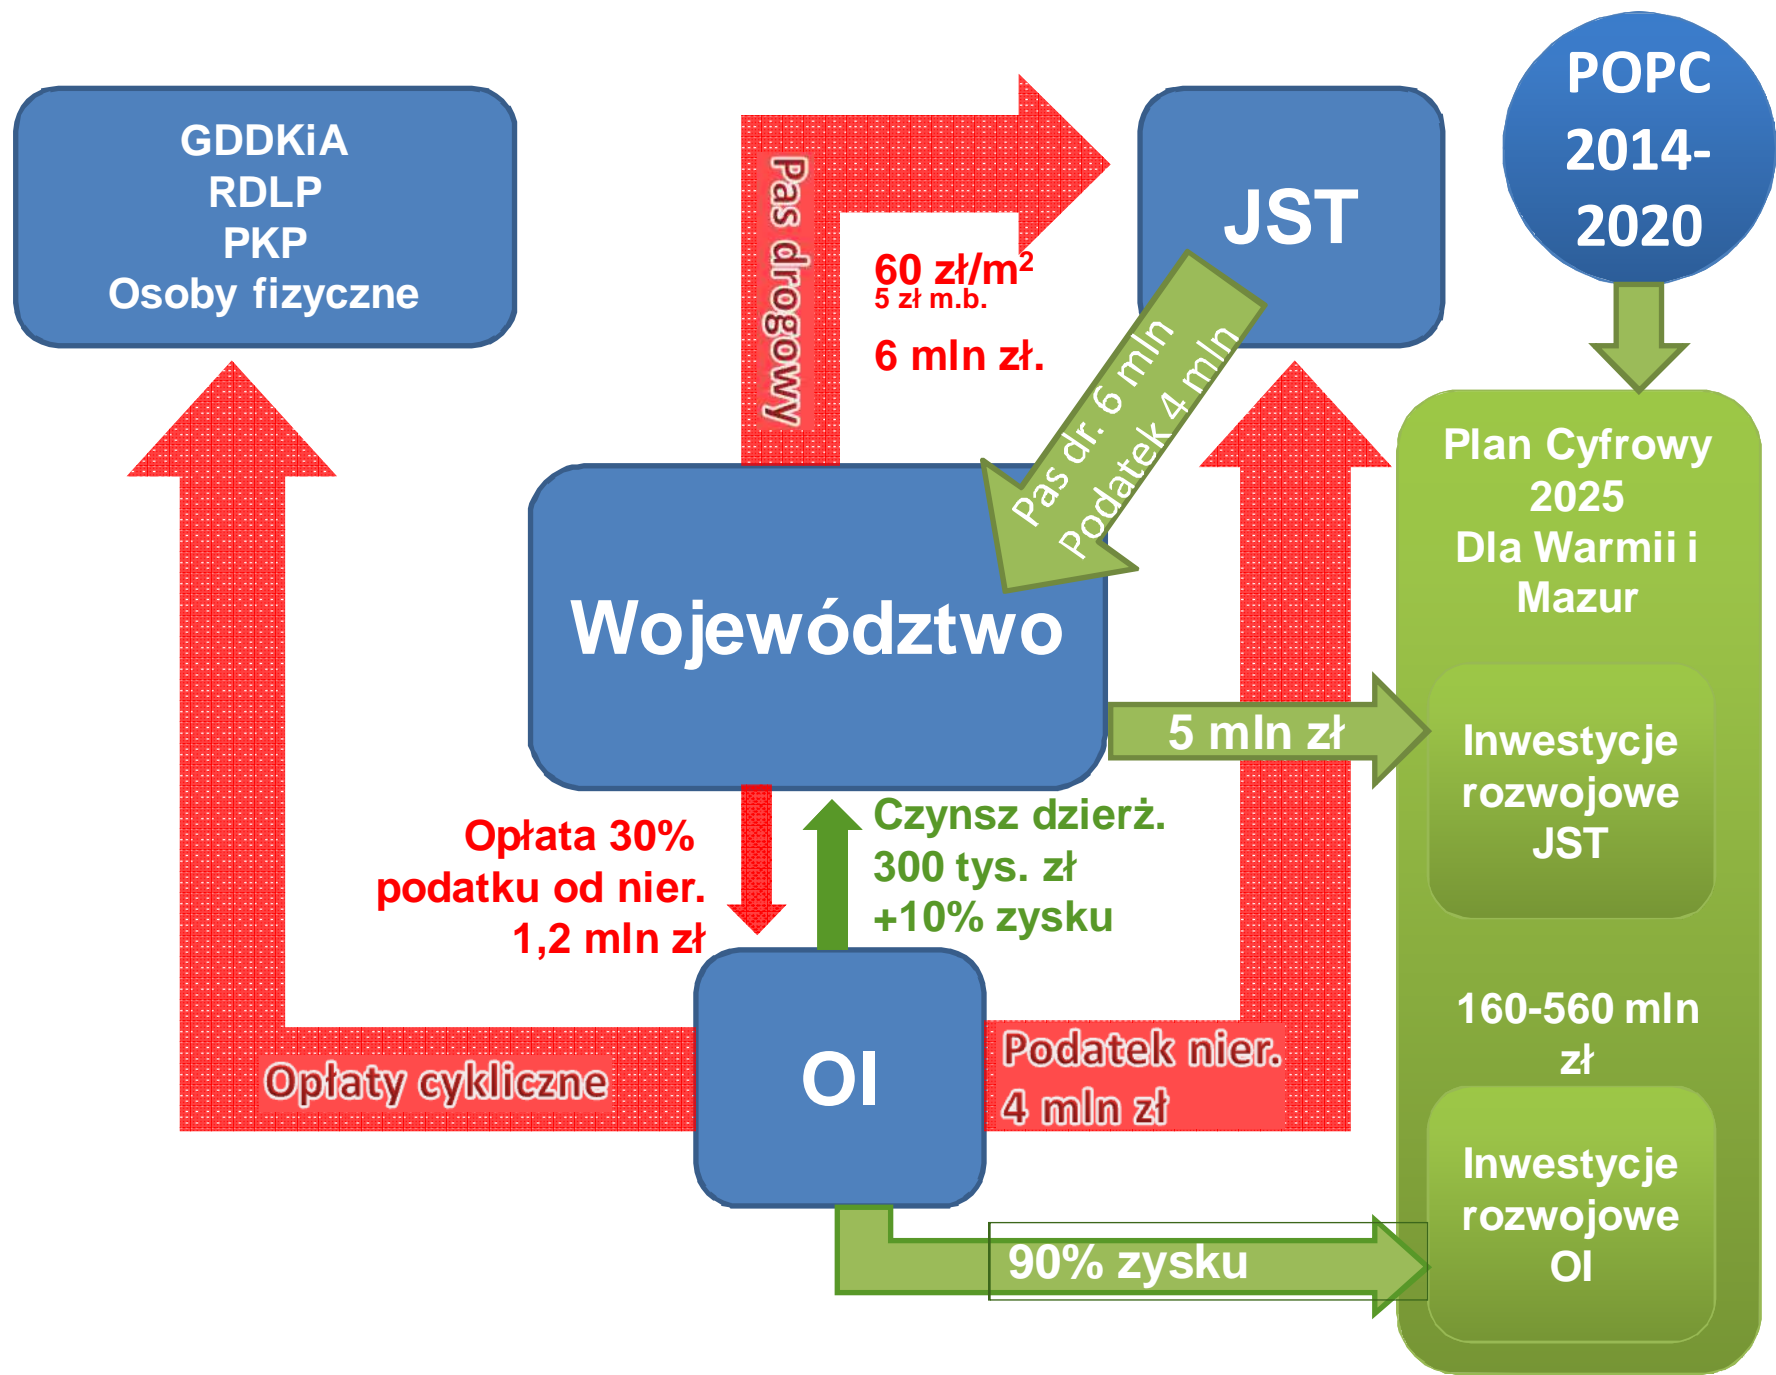 GDDKiA
RDLP
PKP
Osoby fizyczne
Pas drogowy
60 zł/m²
5 zł m.b.
6 mln zł.
JST
POPC
2014-
2020
Pas dr. 6 mln
Podatek 4 mln
Województwo
Plan Cyfrowy
2025
Dla Warmii i
Mazur
5 mln zł
Inwestycje
rozwojowe
JST
Opłata 30%
podatku od nier.
1,2 mln zł
Czynsz dzierż.
300 tys. zł
+10% zysku
160-560 mln
zł
Opłaty cykliczne
OI
Podatek nier.
4 mln zł
Inwestycje
rozwojowe
OI
90% zysku